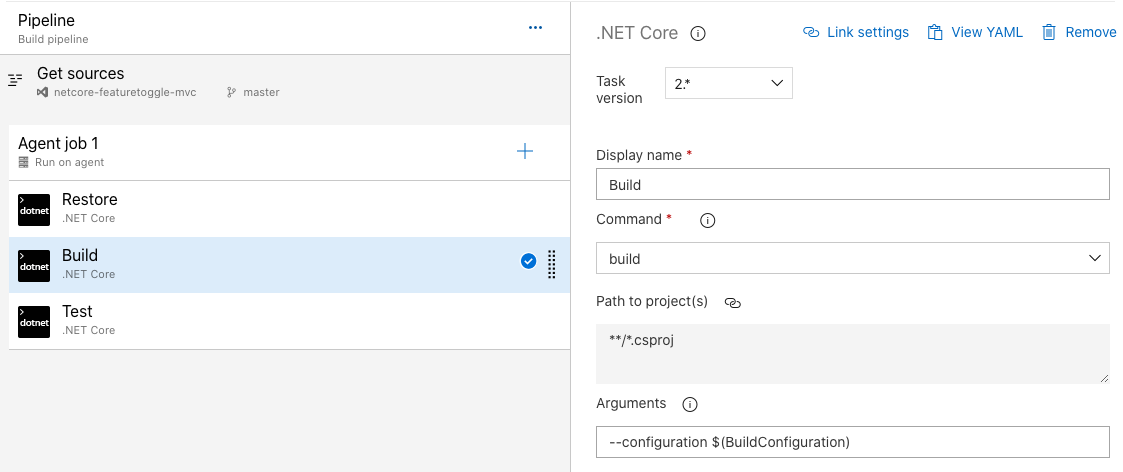 Pipeline
...
Build pipeline
Get sources
netcore-featuretoggle-mvc master
Agent job 1
Run on agent
+
> dotnet
Restore
.NET Core
> dotnet
Build
.NET Core
> dotnet
Test
.NET Core
.NET Core i Link settings View YAML Remove
Task
version
2.*
Display name *
Build
Command * i
build
Path to project(s)
**/*.csproj
Arguments i
--configuration $(BuildConfiguration)